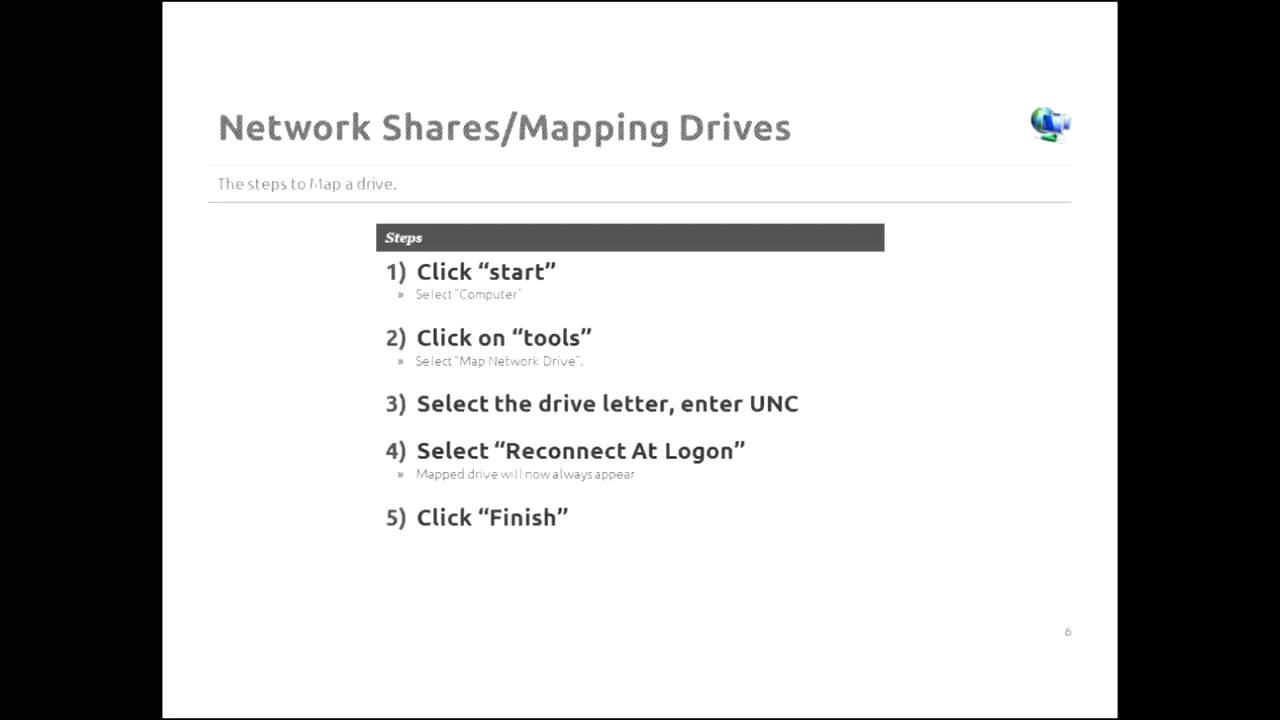 Network Shares/Mapping Drives
The steps to Map a drive.
Steps
1) Click “start”
» Select "Computer"
2) Click on “tools”
» Select "Map Network Drive".
3) Select the drive letter, enter UNC
4) Select “Reconnect At Logon”
» Mapped drive will now always appear
5) Click “Finish”
6